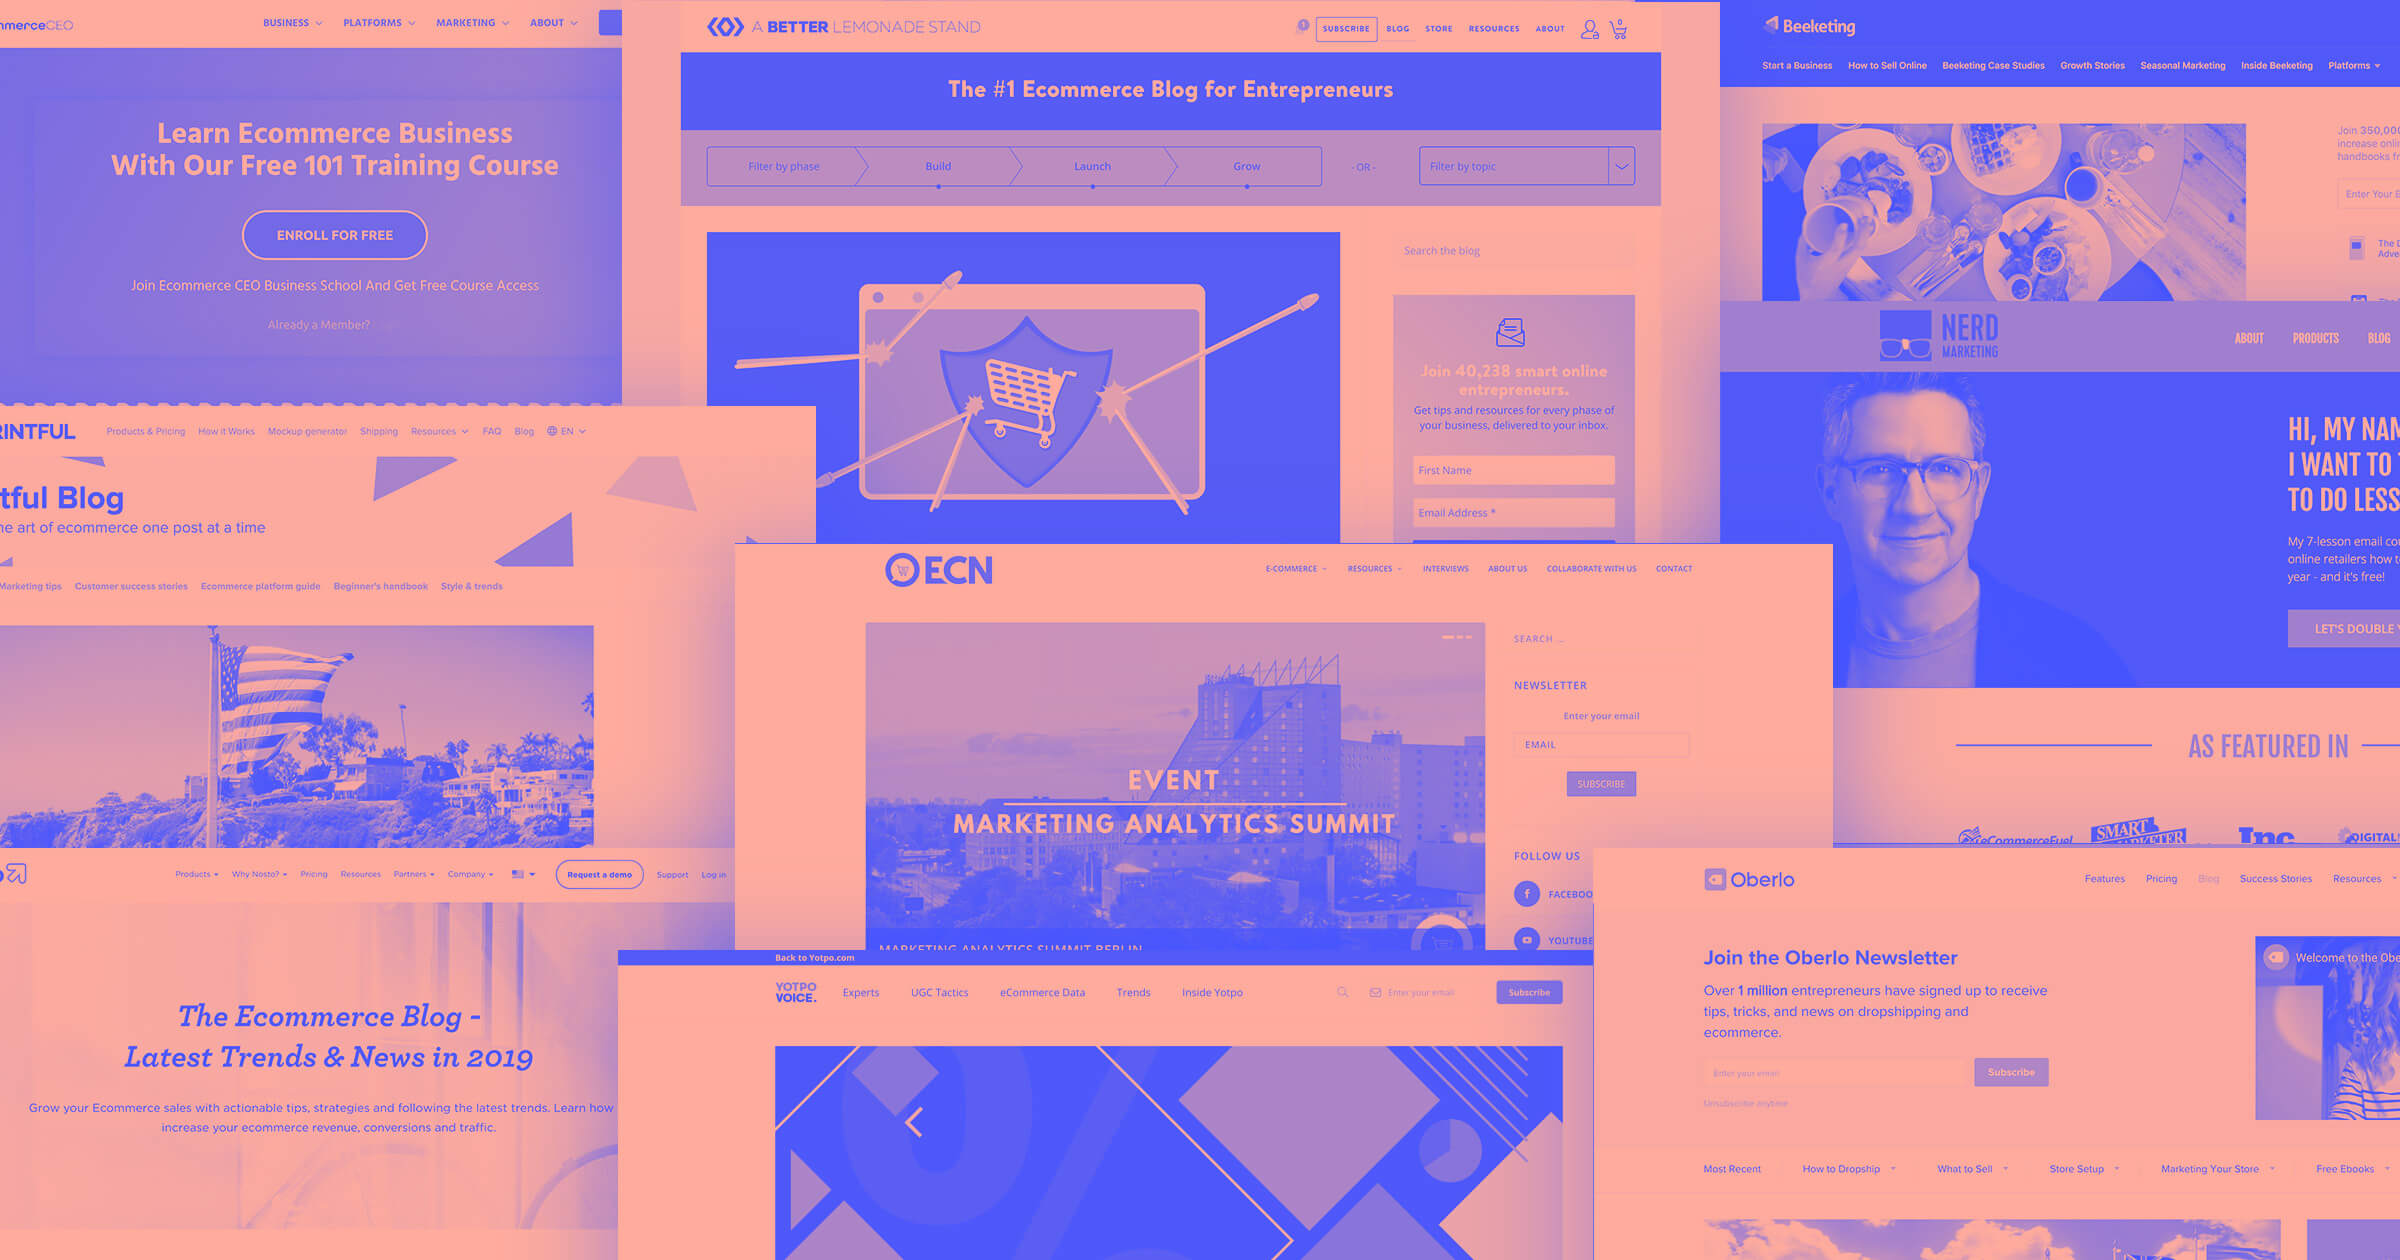 mmerceCEO
BUSINESS
PLATFORMS
MARKETING
ABOUT
Learn Ecommerce Business
With Our Free 101 Training Course
ENROLL FOR FREE
Join Ecommerce CEO Business School And Get Free Course Access
Already a Member?
A BETTER LEMONADE STAND
1
SUBSCRIBE
BLOG
STORE
RESOURCES
ABOUT
0
The #1 Ecommerce Blog for Entrepreneurs
Filter by phase
Build
Launch
Grow
- OR -
Filter by topic
Search the blog
Join 40,238 smart online
entrepreneurs.
Get tips and resources for every phase of
your business, delivered to your inbox.
First Name
Email Address *
Beeketing
Start a Business
How to Sell Online
Beeketing Case Studies
Growth Stories
Seasonal Marketing
Inside Beeketing
Platforms
Join 350,000
increase onli
handbooks fr
Enter Your E
The D
Adve
NERD
MARKETING
ABOUT
PRODUCTS
BLOG
HI, MY NAM
I WANT TO
TO DO LESS
My 7-lesson email cou
online retailers how t
year - and it's free!
LET'S DOUBLE
AS FEATURED IN
eCommerceFuel
SMART
MARKETER
Inc
DIGITAL
RINTFUL
Products & Pricing
How it Works
Mockup generator
Shipping
Resources
FAQ
Blog
EN
tful Blog
he art of ecommerce one post at a time
Marketing tips
Customer success stories
Ecommerce platform guide
Beginner's handbook
Style & trends
ECN
E-COMMERCE
RESOURCES
INTERVIEWS
ABOUT US
COLLABORATE WITH US
CONTACT
EVENT
MARKETING ANALYTICS SUMMIT
MARKETING ANALYTICS SUMMIT BERLIN
SEARCH ...
NEWSLETTER
Enter your email
EMAIL
SUBSCRIBE
FOLLOW US
FACEBOO
YOUTUBE
Products
Why Nosto?
Pricing
Resources
Partners
Company
Request a demo
Support
Log in
The Ecommerce Blog -
Latest Trends & News in 2019
Grow your Ecommerce sales with actionable tips, strategies and following the latest trends. Learn how
increase your ecommerce revenue, conversions and traffic.
Back to Yotpo.com
YOTPO
VOICE.
Experts
UGC Tactics
eCommerce Data
Trends
Inside Yotpo
Enter your email
Subscribe
Oberlo
Features
Pricing
Blog
Success Stories
Resources
Join the Oberlo Newsletter
Over 1 million entrepreneurs have signed up to receive
tips, tricks, and news on dropshipping and
ecommerce.
Enter your email
Subscribe
Unsubscribe anytime
Welcome to the Obe
Most Recent
How to Dropship
What to Sell
Store Setup
Marketing Your Store
Free Ebooks